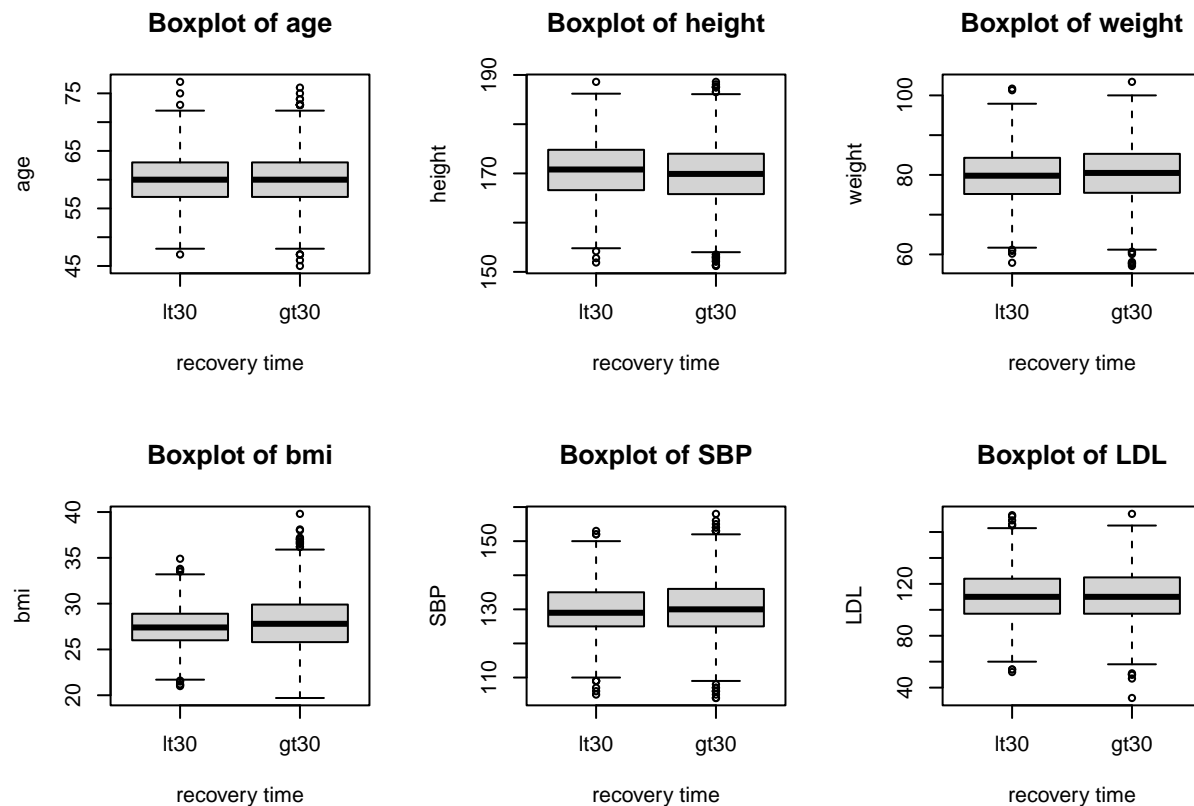 Boxplot of age
75
65
55
45
age
lt30
gt30
recovery time
Boxplot of height
190
170
150
height
lt30
gt30
recovery time
Boxplot of weight
100
80
60
weight
lt30
gt30
recovery time
Boxplot of bmi
40
35
30
25
20
bmi
lt30
gt30
recovery time
Boxplot of SBP
150
130
110
SBP
lt30
gt30
recovery time
Boxplot of LDL
120
80
40
LDL
lt30
gt30
recovery time